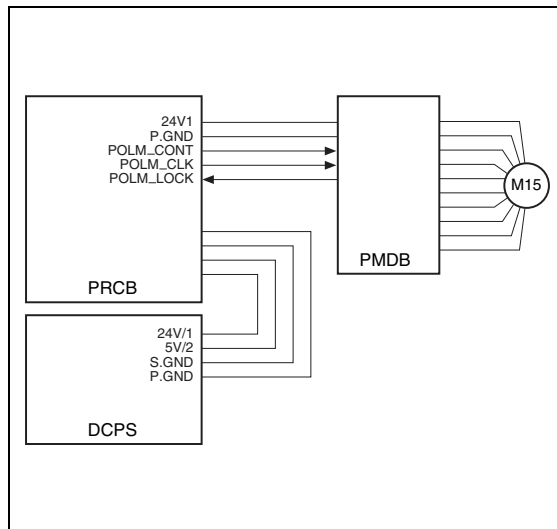 24V1
P.GND
POLM_CONT
POLM_CLK
POLM_LOCK
M15
PRCB
PMDB
24V/1
5V/2
S.GND
P.GND
DCPS